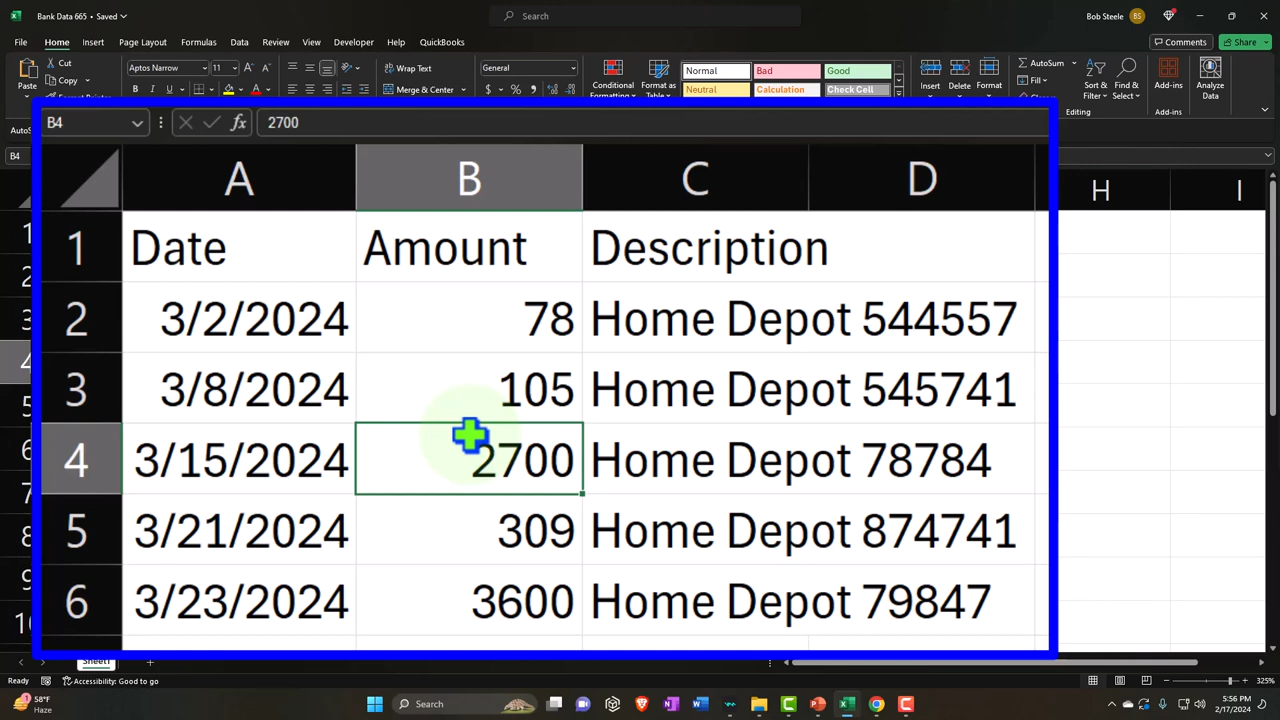 Bank Data 665 • Saved
Search
Bob Steele
BS
File Home Insert Page Layout Formulas Data Review View Developer Help QuickBooks
Comments
Share
Cut
Paste
Aptos Narrow
11
Wrap Text
General
Conditional
Format as
Normal
Bad
Good
Insert
Delete
Format
AutoSum
Sort &
Find &
Add-ins
Analyze
Copy
B I U
Merge & Center
$ % 9
Neutral
Calculation
Check Cell
Fill
Filter
Select
Data
Editing
Add-ins
B4
2700
fx
B4
A B C D H I
1 Date Amount Description
2 3/2/2024 78 Home Depot 544557
3 3/8/2024 105 Home Depot 545741
4 3/15/2024 2700 Home Depot 78784
5 3/21/2024 309 Home Depot 874741
6 3/23/2024 3600 Home Depot 79847
Sheet1
Ready
Accessibility: Good to go
325%
58°F
Haze
Search
5:56 PM
2/17/2024